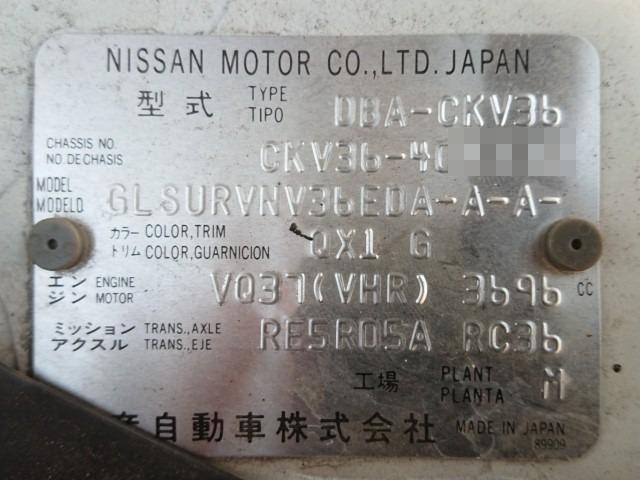 NISSAN MOTOR CO.,LTD. JAPAN
型式 TYPE TIPO DBA-CKV36
CHASSIS NO. NO. DE CHASIS CKV36-40
MODEL MODELO GLSURVNV36EDA-A-A-
カラー COLOR,TRIM トリム COLOR,GUARNICION QX1 G
エンジン ENGINE MOTOR VQ37(VHR) 3696 CC
ミッション TRANS.,AXLE アクスル TRANS.,EJE RE5R05A RC36
工場 PLANT PLANTA M
産自動車株式会社 MADE IN JAPAN
89909